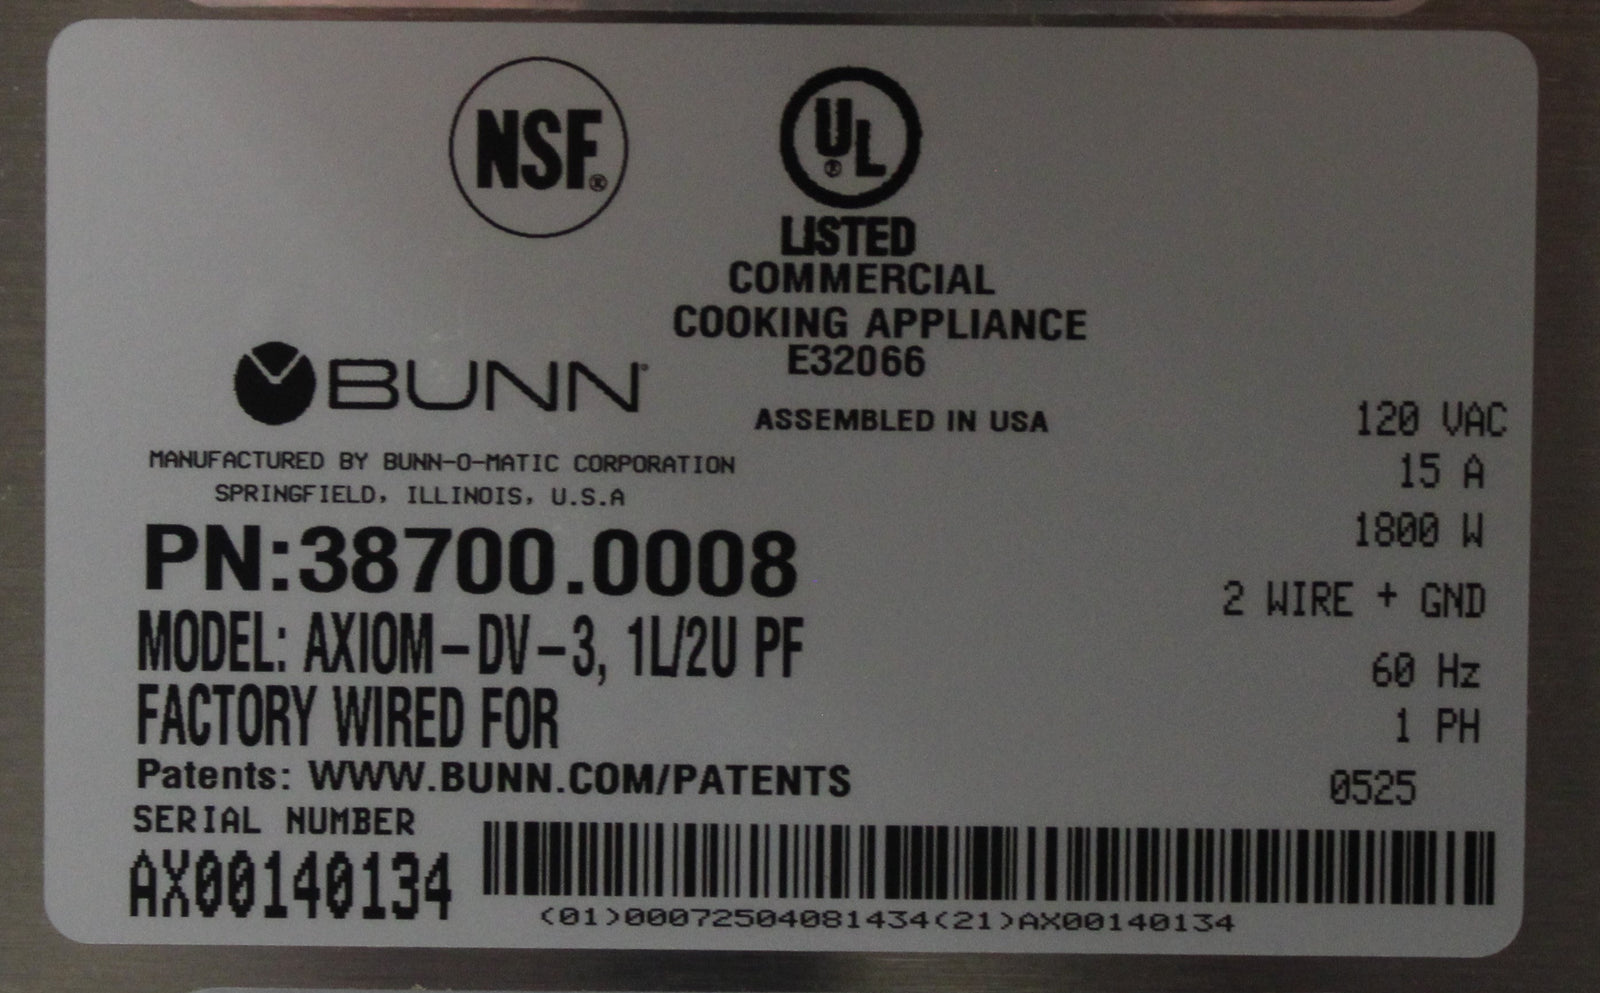 NSF®
UL®
LISTED
COMMERCIAL
COOKING APPLIANCE
E32066
BUNN
ASSEMBLED IN USA
MANUFACTURED BY BUNN-O-MATIC CORPORATION
SPRINGFIELD, ILLINOIS, U.S.A
PN:38700.0008
MODEL: AXIOM-DV-3, 1L/2U PF
FACTORY WIRED FOR
Patents: WWW.BUNN.COM/PATENTS
SERIAL NUMBER
AX00140134
120 VAC
15 A
1800 W
2 WIRE + GND
60 Hz
1 PH
0525
(01)00072504081434(21)AX00140134